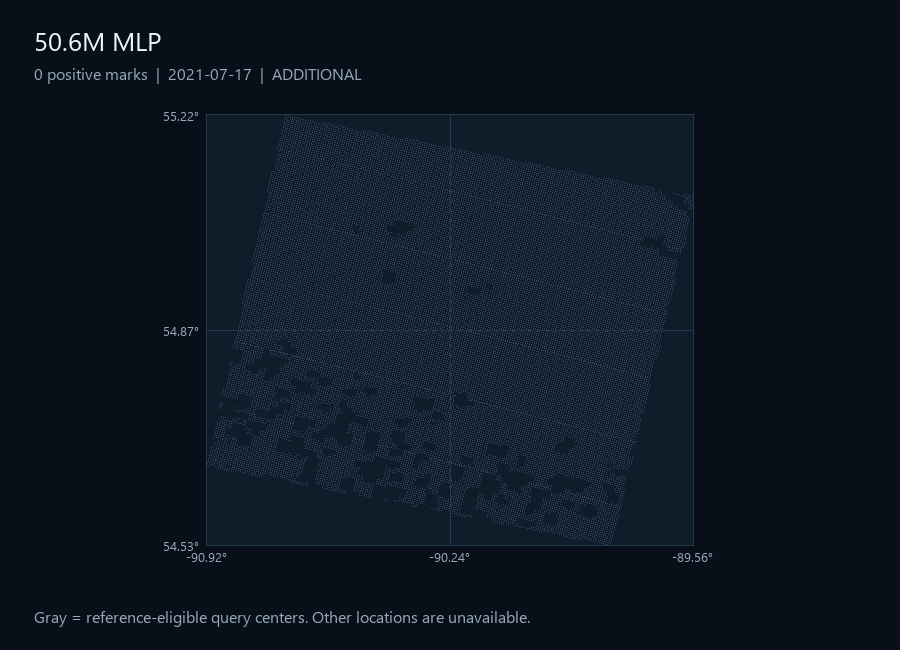 50.6M MLP
0 positive marks | 2021-07-17 | ADDITIONAL
55.22°
54.87°
54.53°
-90.92°
-90.24°
-89.56°
Gray = reference-eligible query centers. Other locations are unavailable.